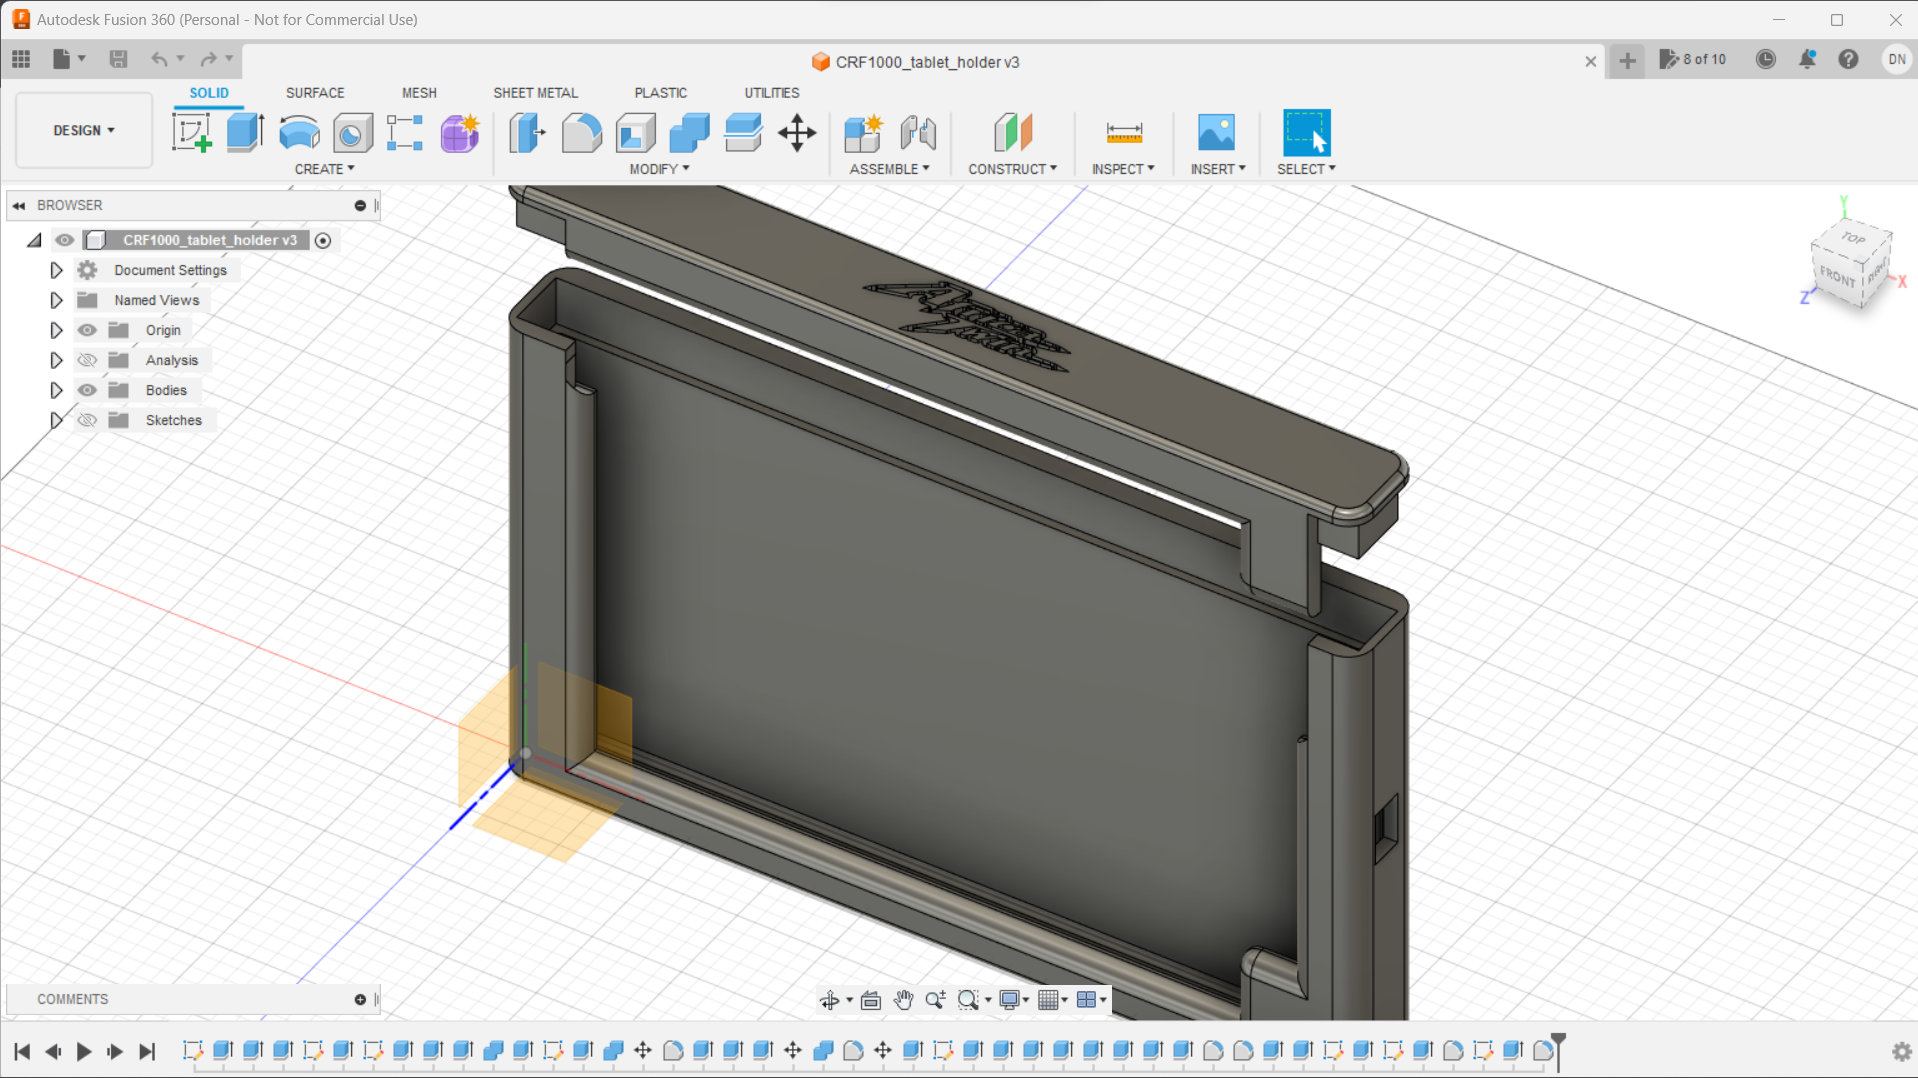 Autodesk Fusion 360 (Personal - Not for Commercial Use)
CRF1000_tablet_holder v3
8 of 10
DN
DESIGN
SOLID
SURFACE
MESH
SHEET METAL
PLASTIC
UTILITIES
CREATE
MODIFY
ASSEMBLE
CONSTRUCT
INSPECT
INSERT
SELECT
BROWSER
CRF1000_tablet_holder v3
Document Settings
Named Views
Origin
Analysis
Bodies
Sketches
Y
TOP
FRONT
RIGHT
X
Z
Africa
Twin
COMMENTS